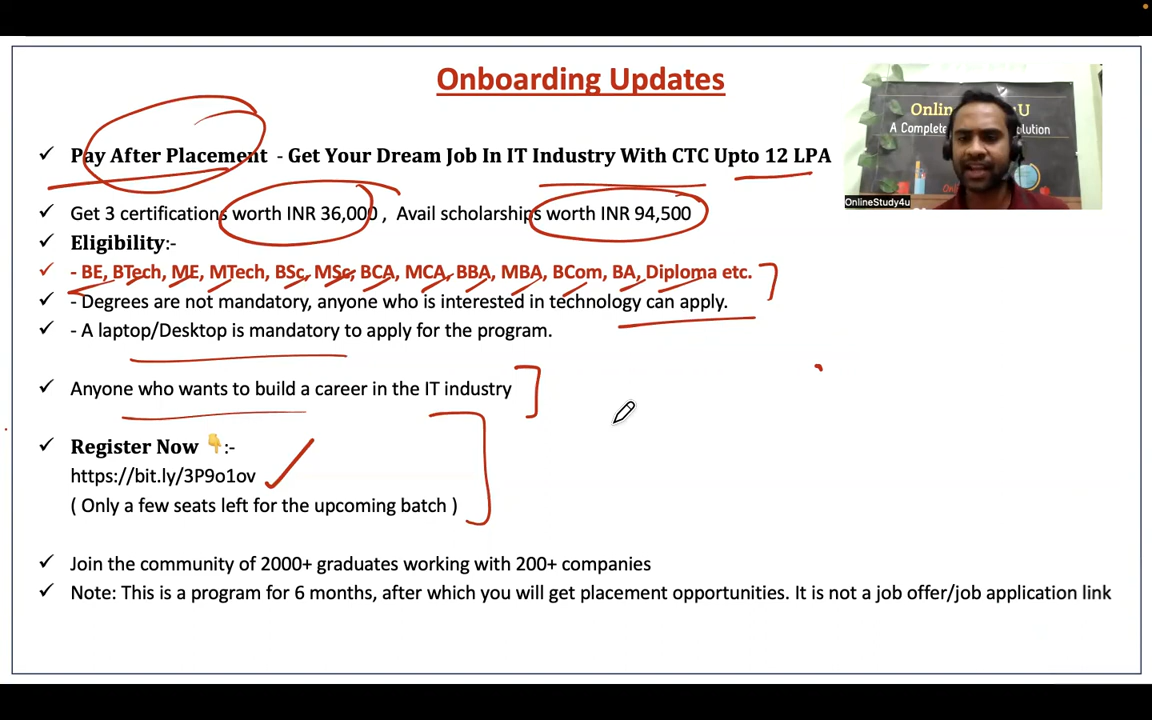 Onboarding Updates
Online
U
A Complete
olution
OnlineStudy4u
✓ Pay After Placement - Get Your Dream Job In IT Industry With CTC Upto 12 LPA
✓ Get 3 certifications worth INR 36,000 , Avail scholarships worth INR 94,500
✓ Eligibility:-
✓ - BE, BTech, ME, MTech, BSc, MSc, BCA, MCA, BBA, MBA, BCom, BA, Diploma etc.
✓ - Degrees are not mandatory, anyone who is interested in technology can apply.
✓ - A laptop/Desktop is mandatory to apply for the program.
✓ Anyone who wants to build a career in the IT industry
✓ Register Now 👇:-
https://bit.ly/3P9o1ov
( Only a few seats left for the upcoming batch )
✓ Join the community of 2000+ graduates working with 200+ companies
✓ Note: This is a program for 6 months, after which you will get placement opportunities. It is not a job offer/job application link